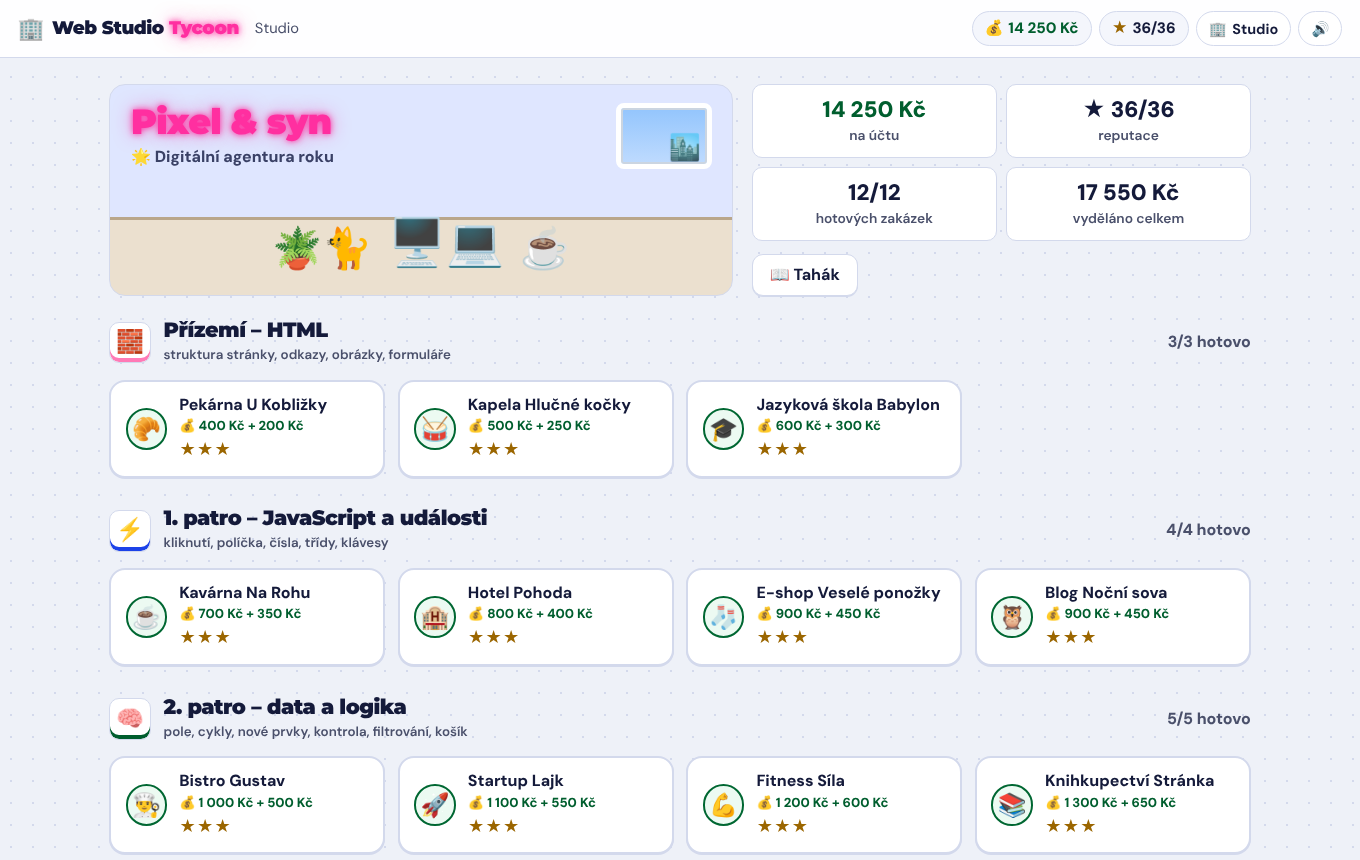 Web Studio Tycoon Studio
14 250 Kč
★ 36/36
Studio
Pixel & syn
Digitální agentura roku
14 250 Kč
na účtu
★ 36/36
reputace
12/12
hotových zakázek
17 550 Kč
vyděláno celkem
Tahák
Přízemí – HTML
struktura stránky, odkazy, obrázky, formuláře
3/3 hotovo
Pekárna U Kobližky
400 Kč + 200 Kč
★★★
Kapela Hlučné kočky
500 Kč + 250 Kč
★★★
Jazyková škola Babylon
600 Kč + 300 Kč
★★★
1. patro – JavaScript a události
kliknutí, políčka, čísla, třídy, klávesy
4/4 hotovo
Kavárna Na Rohu
700 Kč + 350 Kč
★★★
Hotel Pohoda
800 Kč + 400 Kč
★★★
E-shop Veselé ponožky
900 Kč + 450 Kč
★★★
Blog Noční sova
900 Kč + 450 Kč
★★★
2. patro – data a logika
pole, cykly, nové prvky, kontrola, filtrování, košík
5/5 hotovo
Bistro Gustav
1 000 Kč + 500 Kč
★★★
Startup Lajk
1 100 Kč + 550 Kč
★★★
Fitness Síla
1 200 Kč + 600 Kč
★★★
Knihkupectví Stránka
1 300 Kč + 650 Kč
★★★